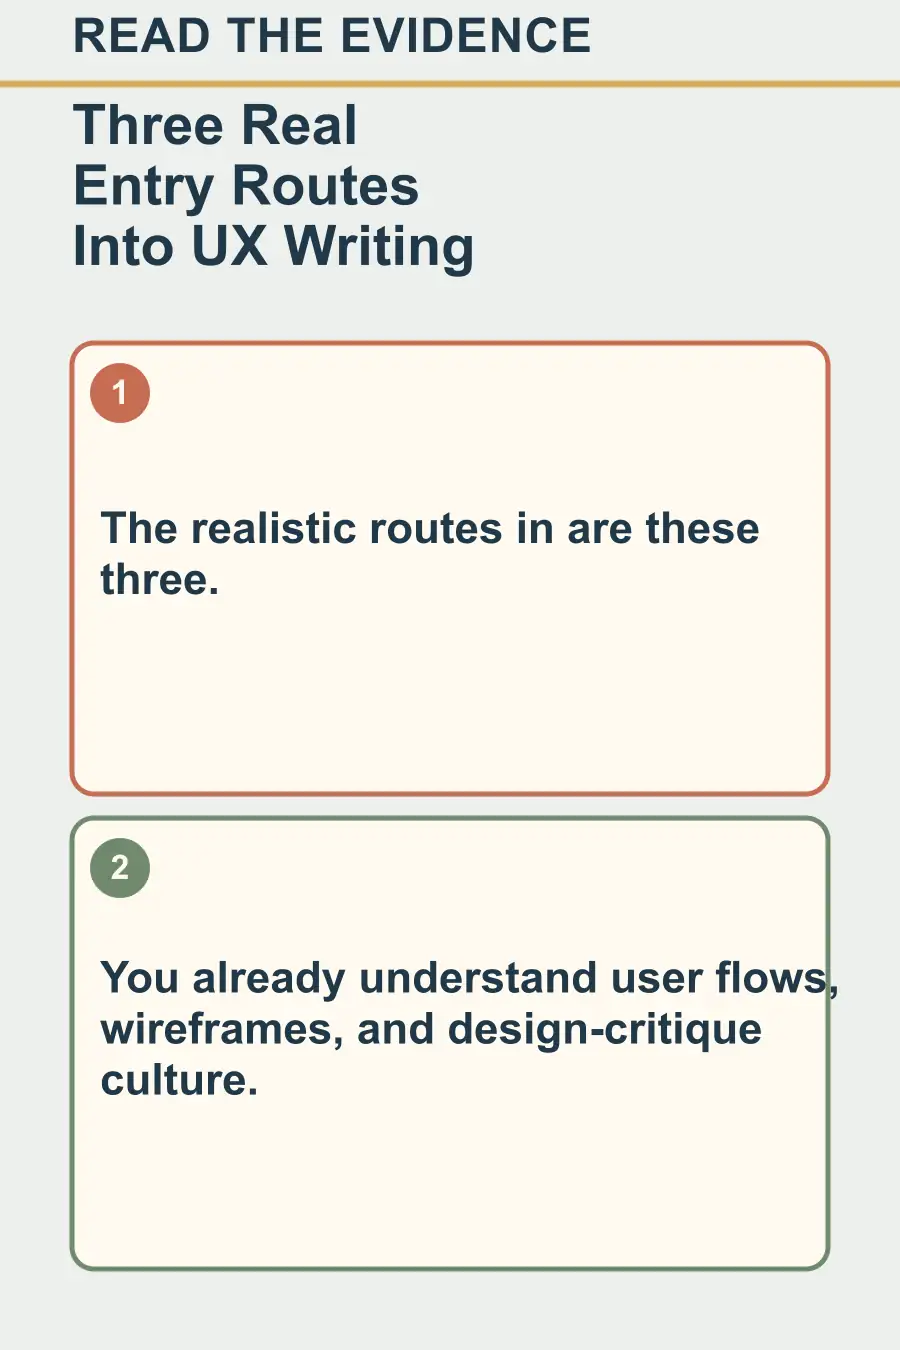 READ THE EVIDENCE
Three Real
Entry Routes
Into UX Writing
1
The realistic routes in are these
three.
2
You already understand user flows,
wireframes, and design-critique
culture.